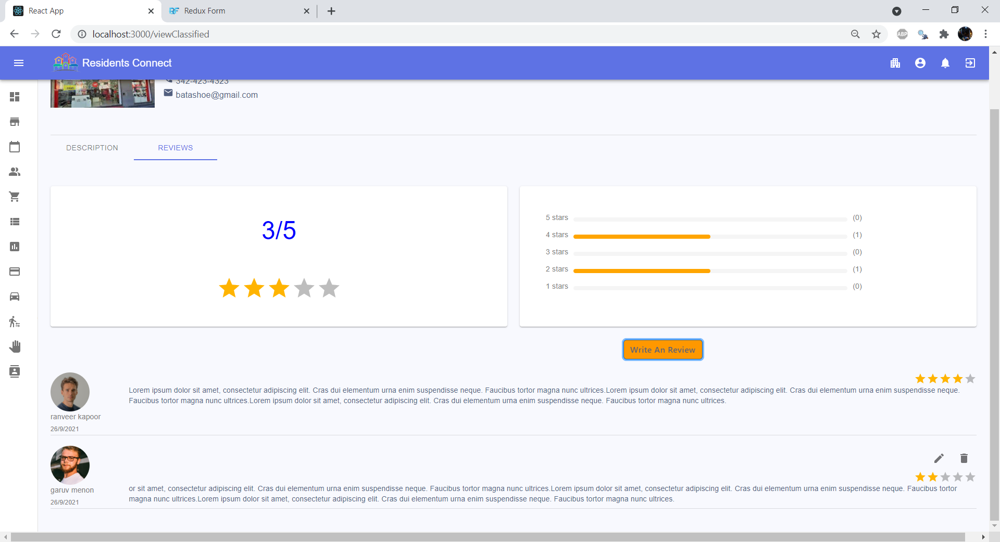 React App
Redux Form
localhost:3000/viewClassified
ABP
Residents Connect
342-423-4323
batashoe@gmail.com
DESCRIPTION
REVIEWS
3/5
5 stars (0)
4 stars (1)
3 stars (0)
2 stars (1)
1 stars (0)
Write An Review
Lorem ipsum dolor sit amet, consectetur adipiscing elit. Cras dui elementum urna enim suspendisse neque. Faucibus tortor magna nunc ultrices.Lorem ipsum dolor sit amet, consectetur adipiscing elit. Cras dui elementum urna enim suspendisse neque.
Faucibus tortor magna nunc ultrices.Lorem ipsum dolor sit amet, consectetur adipiscing elit. Cras dui elementum urna enim suspendisse neque. Faucibus tortor magna nunc ultrices.
ranveer kapoor
26/9/2021
or sit amet, consectetur adipiscing elit. Cras dui elementum urna enim suspendisse neque. Faucibus tortor magna nunc ultrices.Lorem ipsum dolor sit amet, consectetur adipiscing elit. Cras dui elementum urna enim suspendisse neque. Faucibus tortor
magna nunc ultrices.Lorem ipsum dolor sit amet, consectetur adipiscing elit. Cras dui elementum urna enim suspendisse neque. Faucibus tortor magna nunc ultrices.
garuv menon
26/9/2021